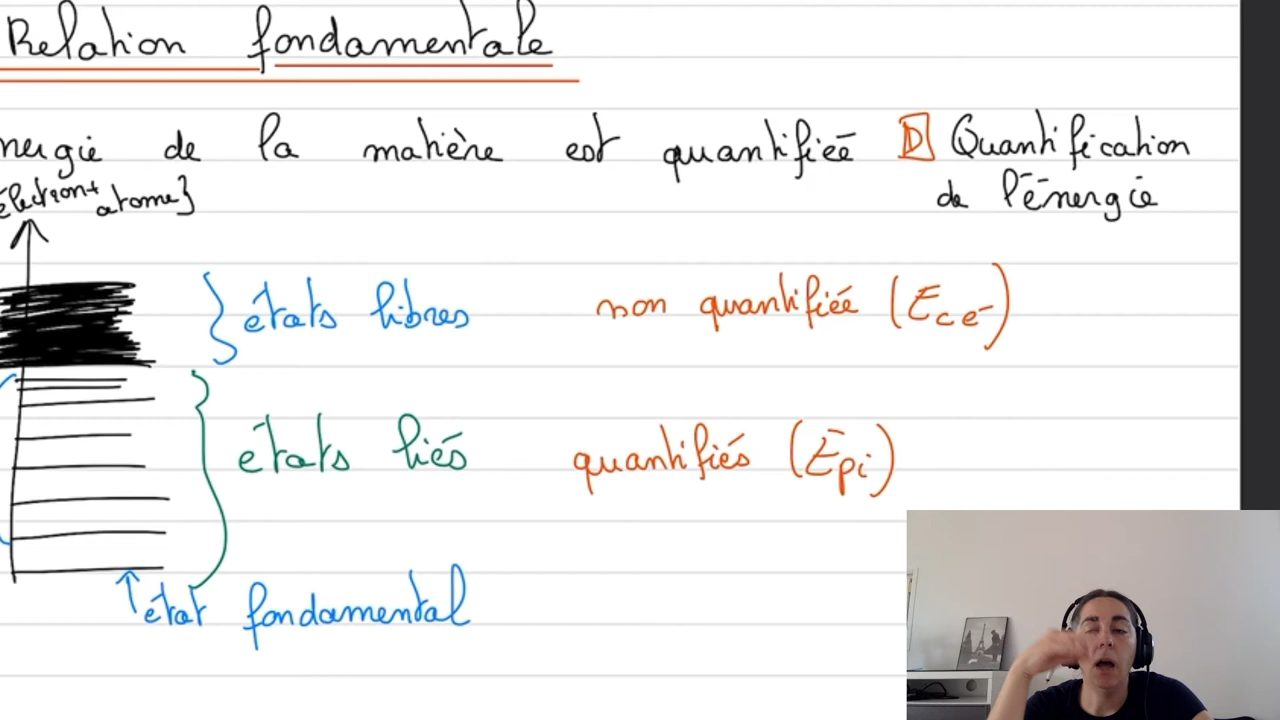 Relation fondamentale
nergie de la matière est quantifiée D Quantification
de l'énergie
électron + atome}
états libres non quantifiée (Ec e-)
états liés quantifiés (Epi)
état fondamental